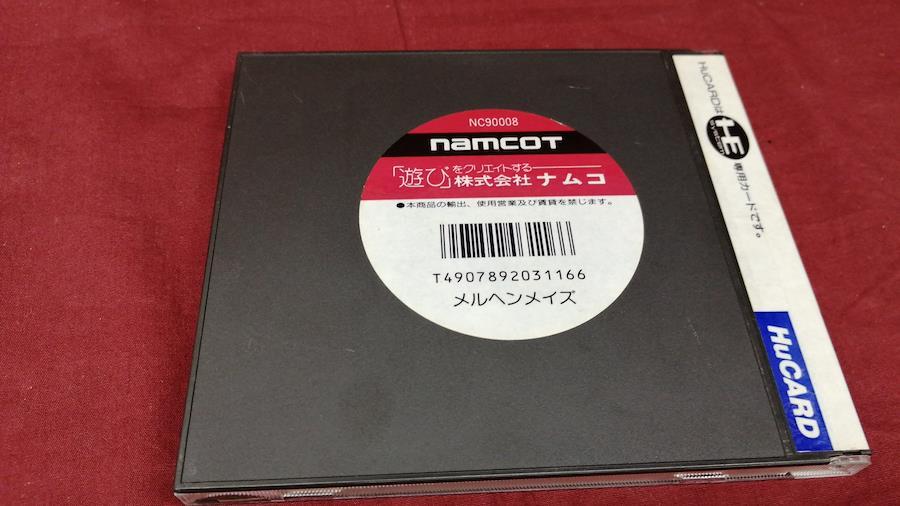 NC90008
namcot
「遊び」をクリエイトする
株式会社ナムコ
●本商品の輸出、使用営業及び賃貸を禁じます。
T4907892031166
メルヘンメイズ
HuCARDは PC Engine 専用カードです。
HuCARD